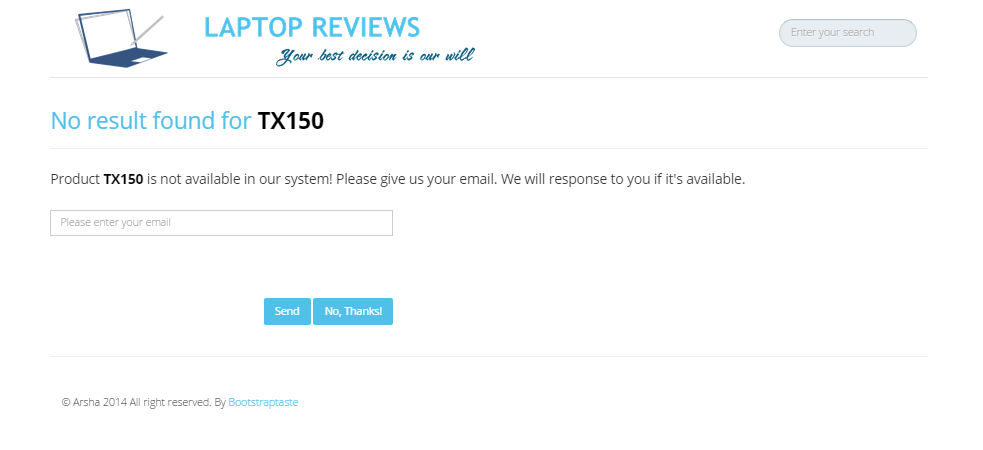 LAPTOP REVIEWS
Your best decision is our will
Enter your search
No result found for TX150
Product TX150 is not available in our system! Please give us your email. We will response to you if it's available.
Please enter your email
Send
No, Thanks!
© Arsha 2014 All right reserved. By Bootstraptaste